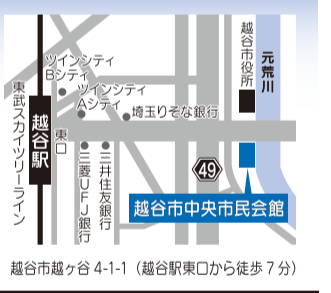 ツインシティ
Bシティ
ツインシティ
Aシティ
埼玉りそな銀行
越谷市役所
元荒川
東武スカイツリーライン
越谷駅
東口
三菱UFJ銀行
三井住友銀行
49
越谷市中央市民会館
越谷市越ヶ谷 4-1-1（越谷駅東口から徒歩 7 分）